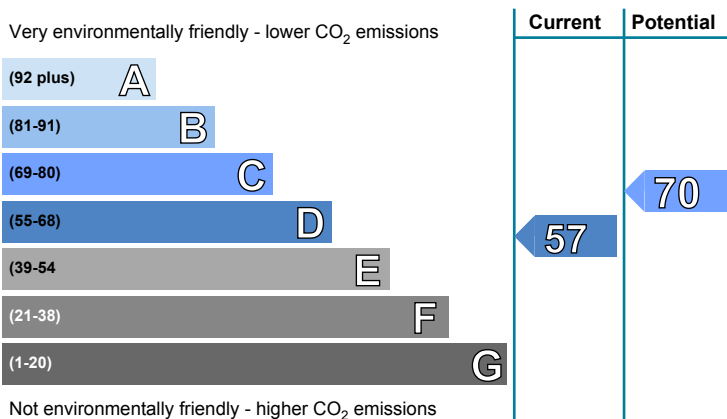 Very environmentally friendly - lower CO2 emissions
Current
Potential
(92 plus) A
(81-91) B
(69-80) C
70
(55-68) D
57
(39-54 E
(21-38) F
(1-20) G
Not environmentally friendly - higher CO2 emissions